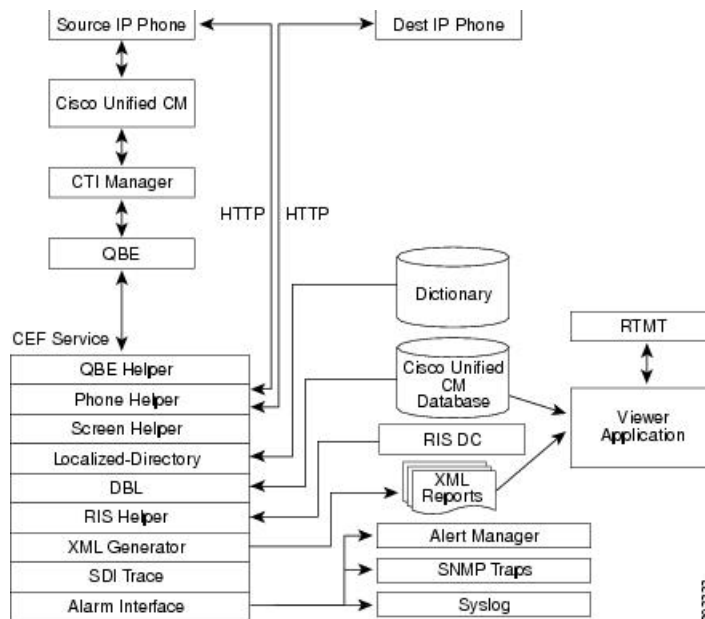 Source IP Phone
Dest IP Phone
Cisco Unified CM
CTI Manager
HTTP
HTTP
QBE
Dictionary
RTMT
CEF Service
QBE Helper
Cisco Unified
CM
Database
Viewer
Application
Phone Helper
Screen Helper
RIS DC
Localized-Directory
XML
Reports
DBL
RIS Helper
XML Generator
Alert Manager
SDI Trace
SNMP Traps
Alarm Interface
Syslog